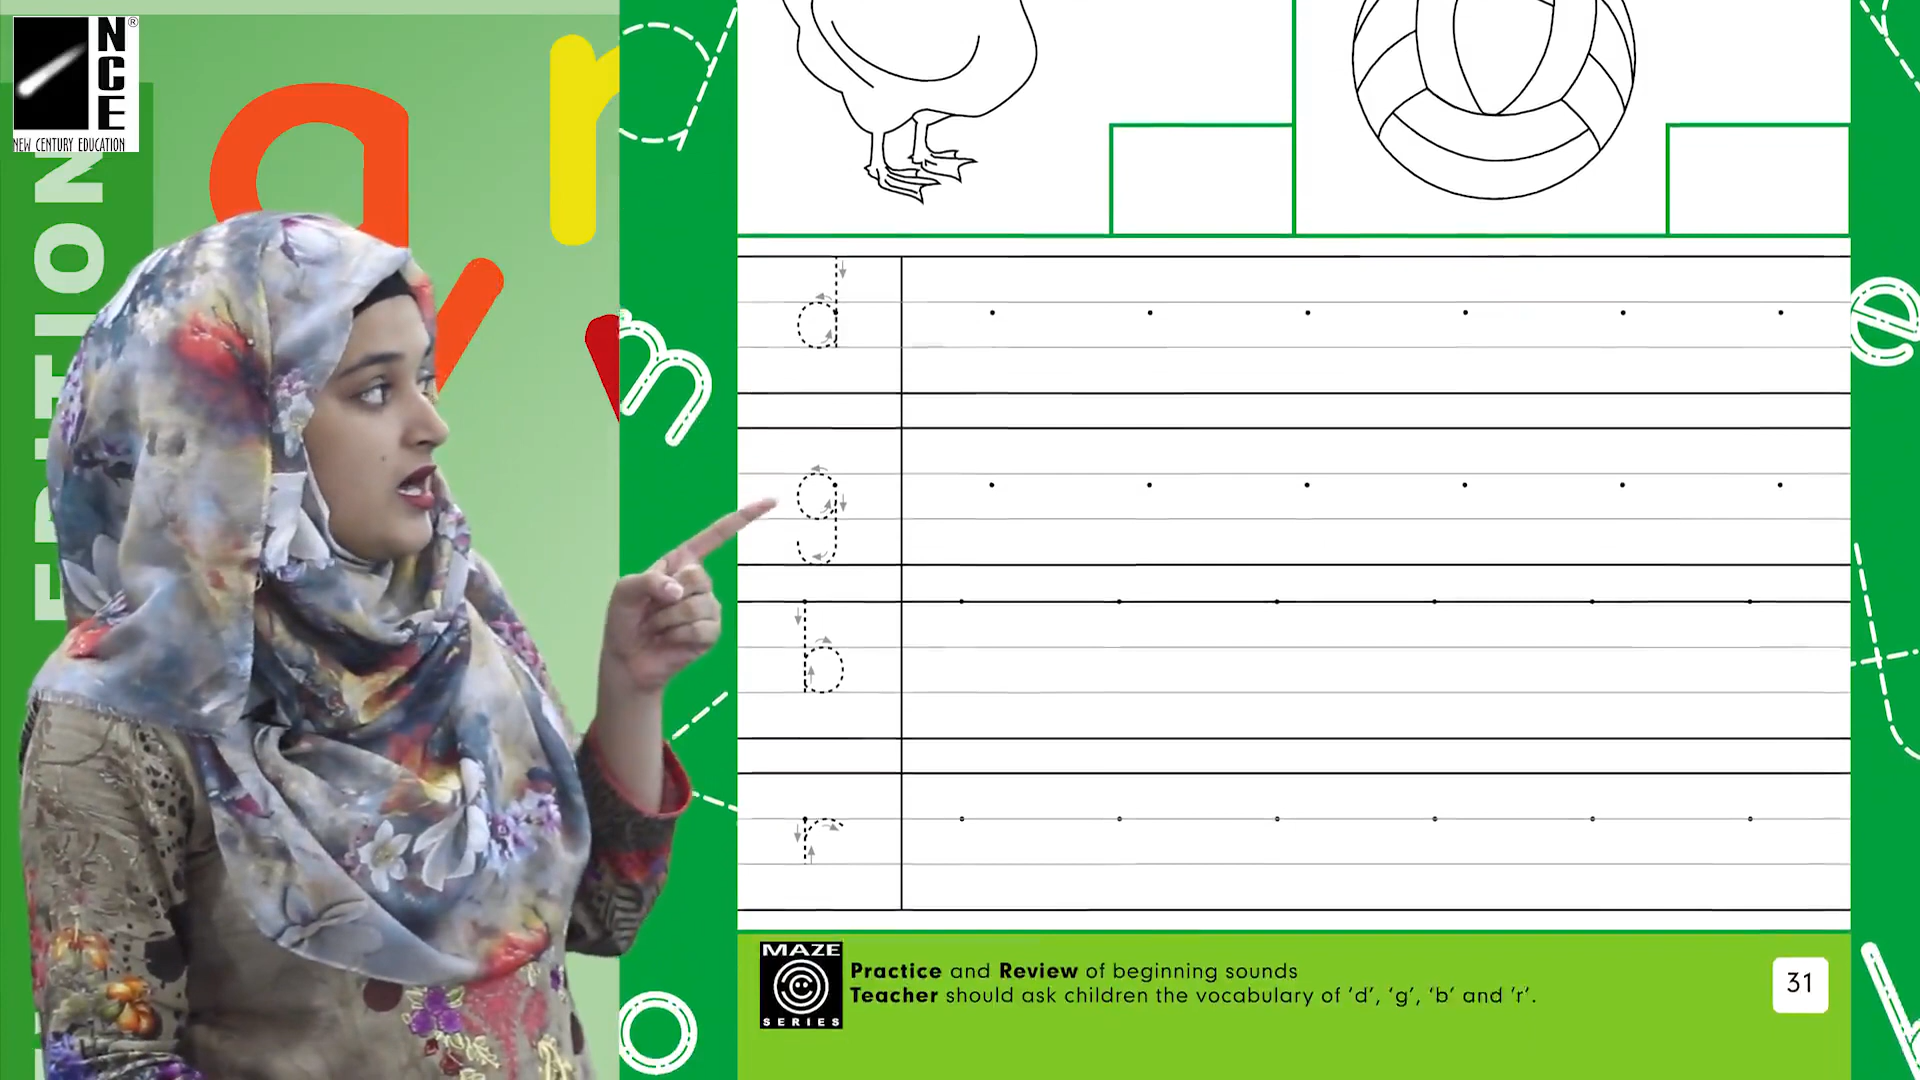 NCE®
NEW CENTURY EDUCATION
EDITION
a
n
m
e
d
g
b
r
o
MAZE
SERIES
Practice and Review of beginning sounds
Teacher should ask children the vocabulary of ‘d’, ‘g’, ‘b’ and ‘r’.
31